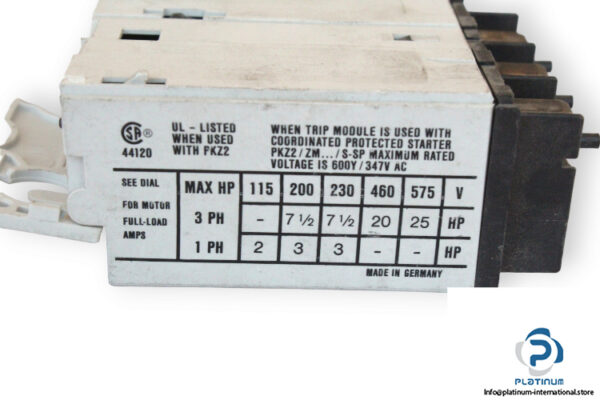 SA ®
44120
UL - LISTED
WHEN USED
WITH PKZ2
WHEN TRIP MODULE IS USED WITH
COORDINATED PROTECTED STARTER
PKZ2/ZM.../S-SP MAXIMUM RATED
VOLTAGE IS 600Y/347V AC
SEE DIAL
FOR MOTOR
FULL-LOAD
AMPS
MAX HP 115 200 230 460 575 V
3 PH - 7 ½ 7 ½ 20 25 HP
1 PH 2 3 3 - - HP
MADE IN GERMANY
PLATINUM
Info@platinum-international.store